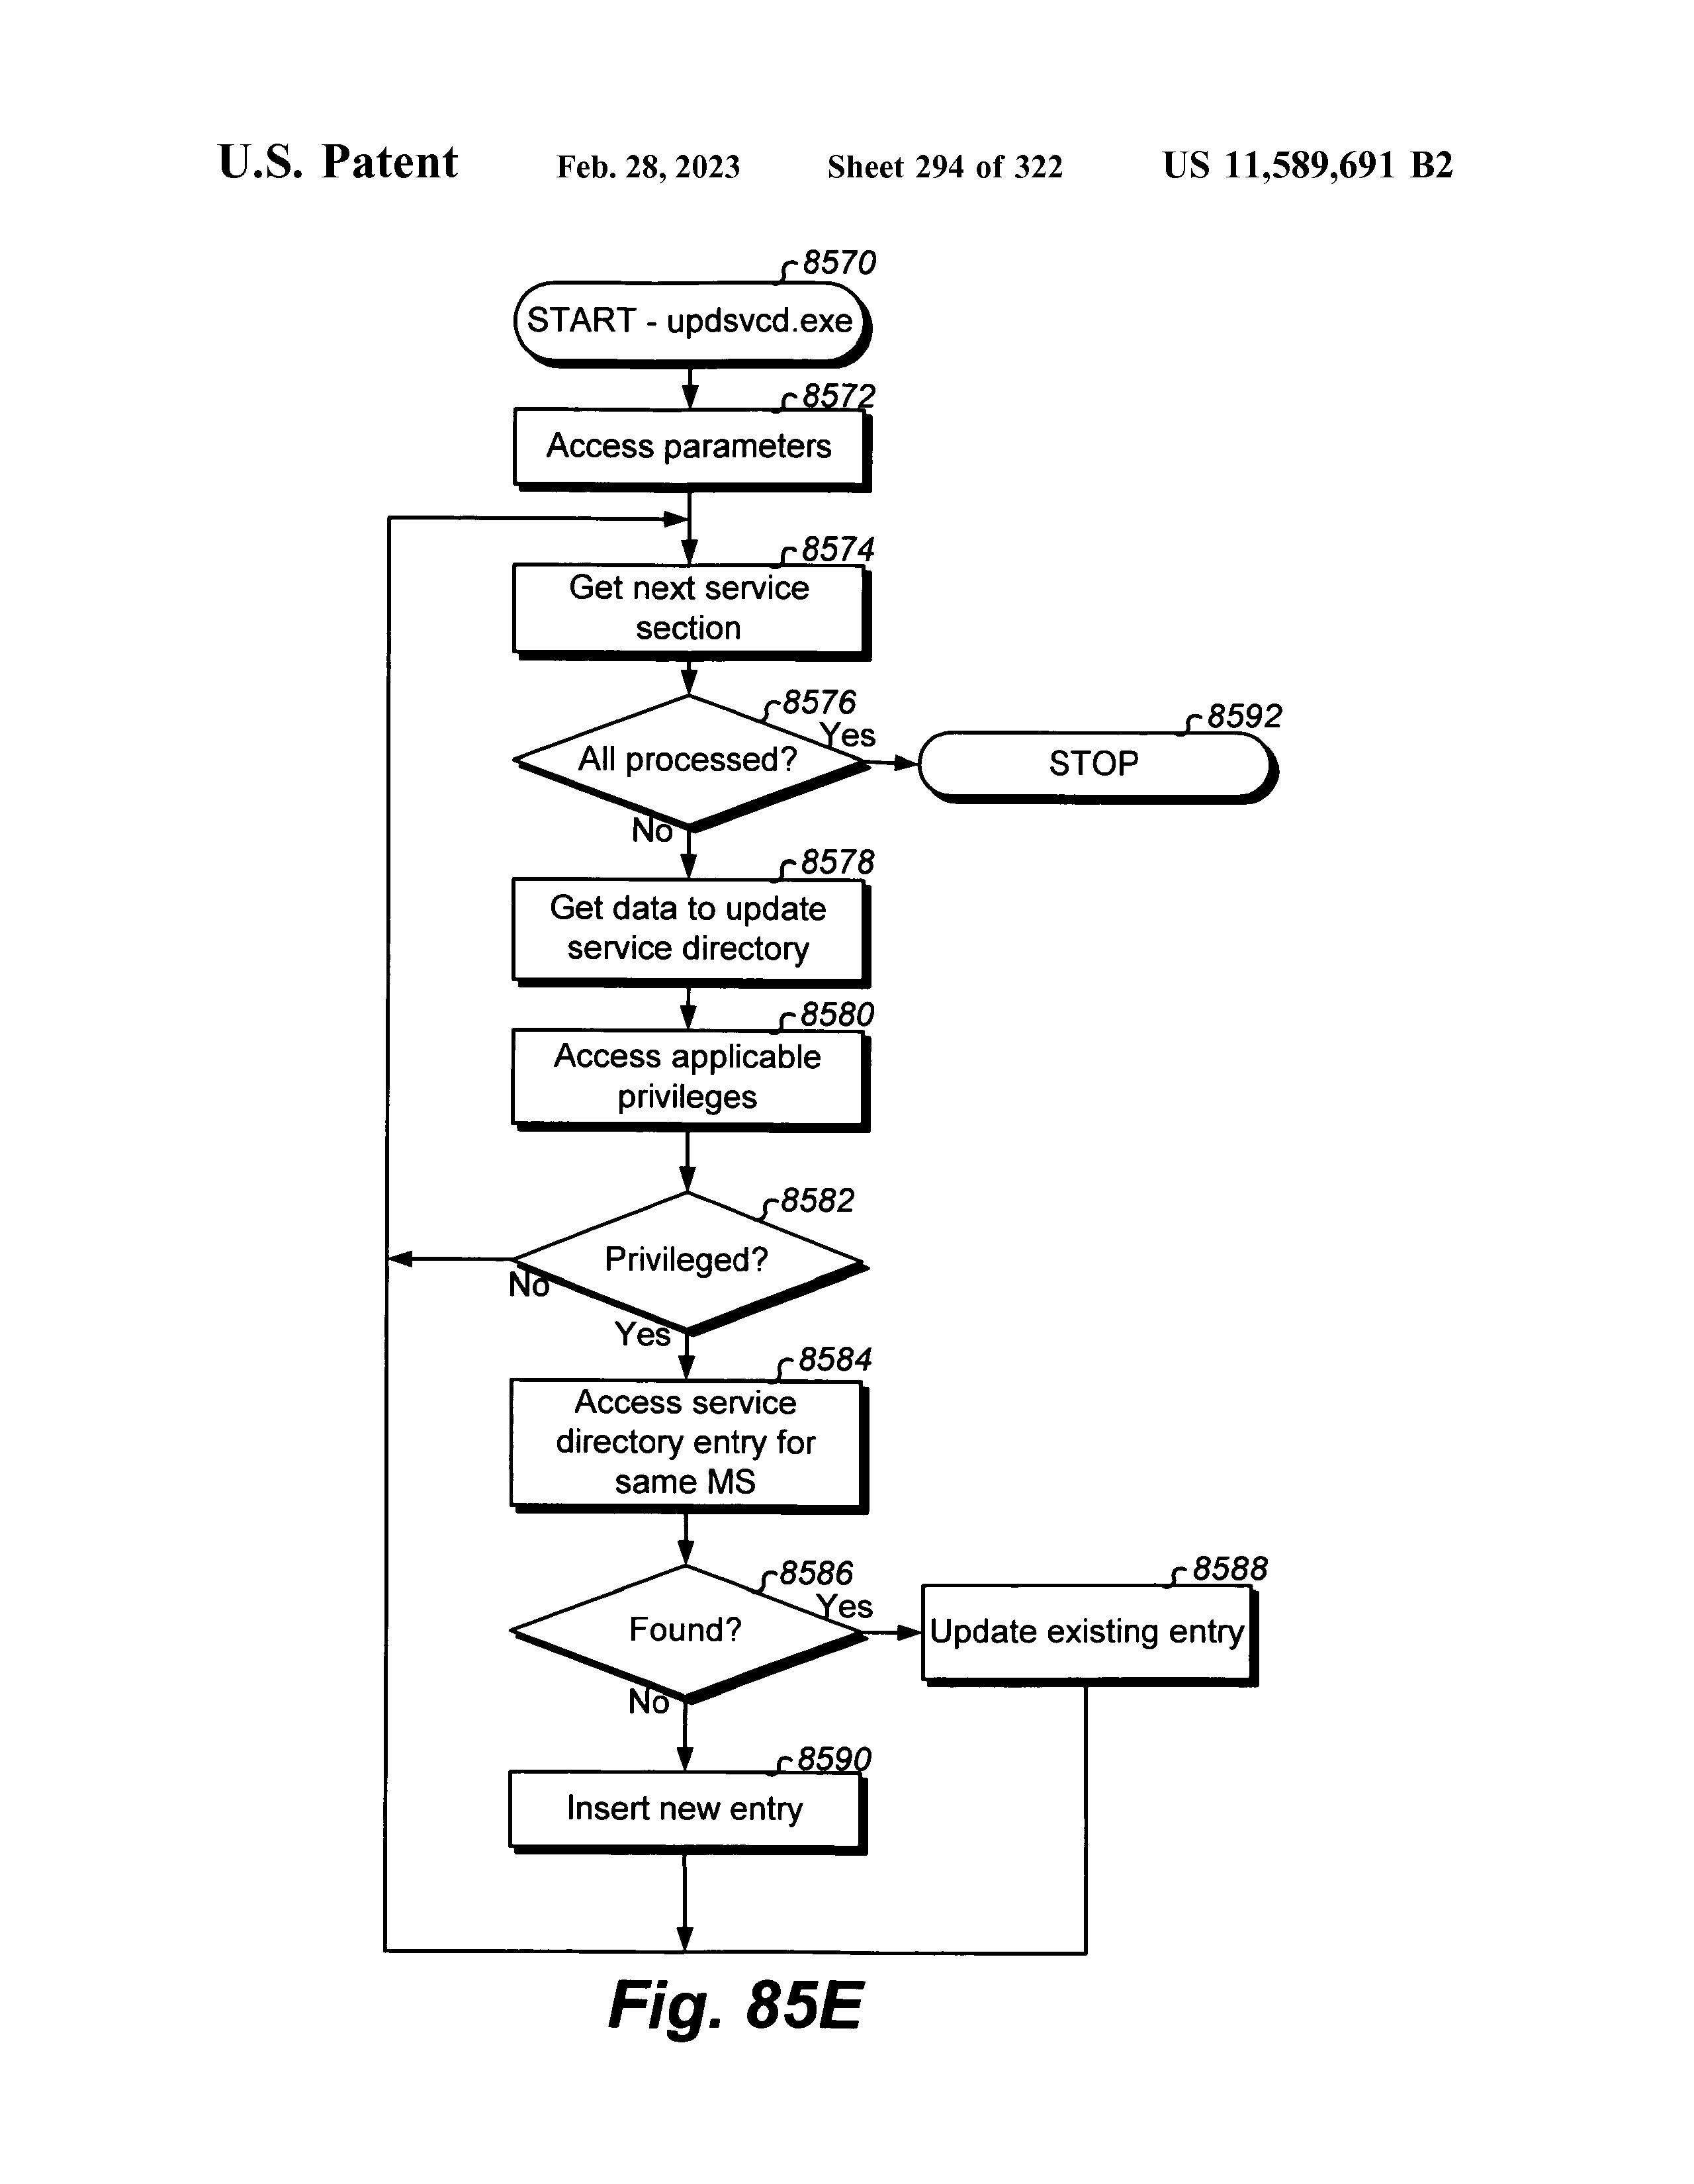 U.S. Patent Feb. 28, 2023 Sheet 294 of 322 US 11,589,691 B2
8570
START - updsvcd.exe
8572
Access parameters
8574
Get next service
section
8576
Yes
All processed?
No
8592
STOP
8578
Get data to update
service directory
8580
Access applicable
privileges
8582
Privileged?
No
Yes
8584
Access service
directory entry for
same MS
8586
Yes
Found?
No
8588
Update existing entry
8590
Insert new entry
Fig. 85E